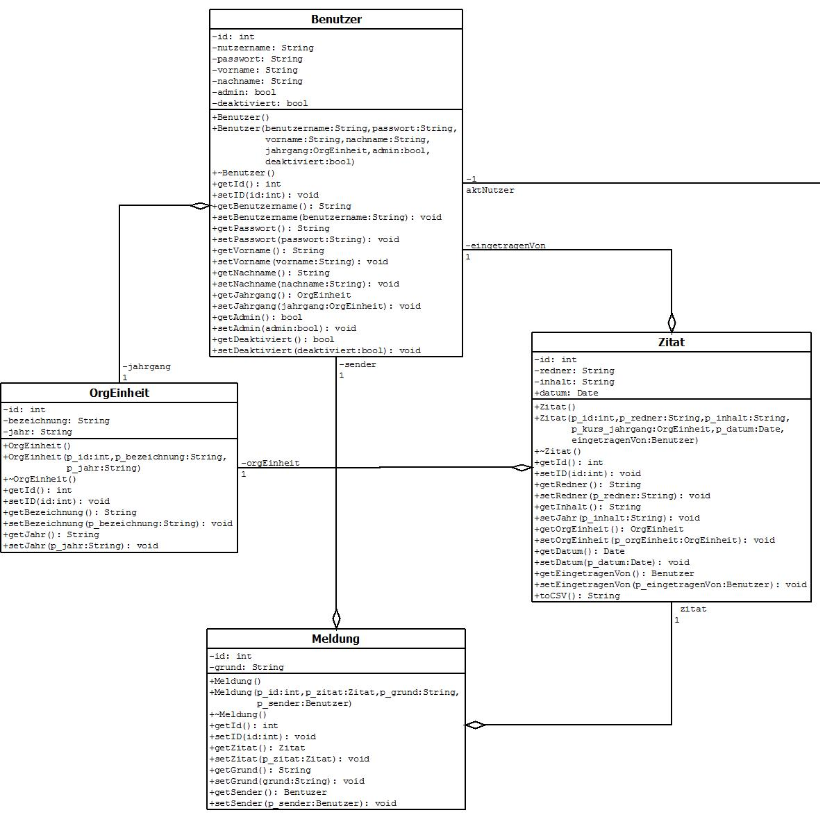 Benutzer
-id: int
-nutzername: String
-passwort: String
-vorname: String
-nachname: String
-admin: bool
-deaktiviert: bool
+Benutzer()
+Benutzer(benutzername:String,passwort:String,
vorname:String,nachname:String,
jahrgang:OrgEinheit,admin:bool,
deaktiviert:bool)
+~Benutzer()
+getId(): int
+setID(id:int): void
+getBenutzername(): String
+setBenutzername(benutzername:String): void
+getPasswort(): String
+setPasswort(passwort:String): void
+getVorname(): String
+setVorname(vorname:String): void
+getNachname(): String
+setNachname(nachname:String): void
+getJahrgang(): OrgEinheit
+setJahrgang(jahrgang:OrgEinheit): void
+getAdmin(): bool
+setAdmin(admin:bool): void
+getDeaktiviert(): bool
+setDeaktiviert(deaktiviert:bool): void
-1
aktNutzer
-eingetragenVon
1
-jahrgang
1
-sender
1
OrgEinheit
-id: int
-bezeichnung: String
-jahr: String
+OrgEinheit()
+OrgEinheit(p_id:int,p_bezeichnung:String,
p_jahr:String)
+~OrgEinheit()
+getId(): int
+setID(id:int): void
+getBezeichnung(): String
+setBezeichnung(p_bezeichnung:String): void
+getJahr(): String
+setJahr(p_jahr:String): void
-orgEinheit
1
Zitat
-id: int
-redner: String
-inhalt: String
+datum: Date
+Zitat()
+Zitat(p_id:int,p_redner:String,p_inhalt:String,
p_kurs_jahrgang:OrgEinheit,p_datum:Date,
eingetragenVon:Benutzer)
+~Zitat()
+getId(): int
+setID(id:int): void
+getRedner(): String
+setRedner(p_redner:String): void
+getInhalt(): String
+setJahr(p_inhalt:String): void
+getOrgEinheit(): OrgEinheit
+setOrgEinheit(p_orgEinheit:OrgEinheit): void
+getDatum(): Date
+setDatum(p_datum:Date): void
+getEingetragenVon(): Benutzer
+setEingetragenVon(p_eingetragenVon:Benutzer): void
+toCSV(): String
zitat
1
Meldung
-id: int
-grund: String
+Meldung()
+Meldung(p_id:int,p_zitat:Zitat,p_grund:String,
p_sender:Benutzer)
+~Meldung()
+getId(): int
+setID(id:int): void
+getZitat(): Zitat
+setZitat(p_zitat:Zitat): void
+getGrund(): String
+setGrund(grund:String): void
+getSender(): Bentuzer
+setSender(p_sender:Benutzer): void